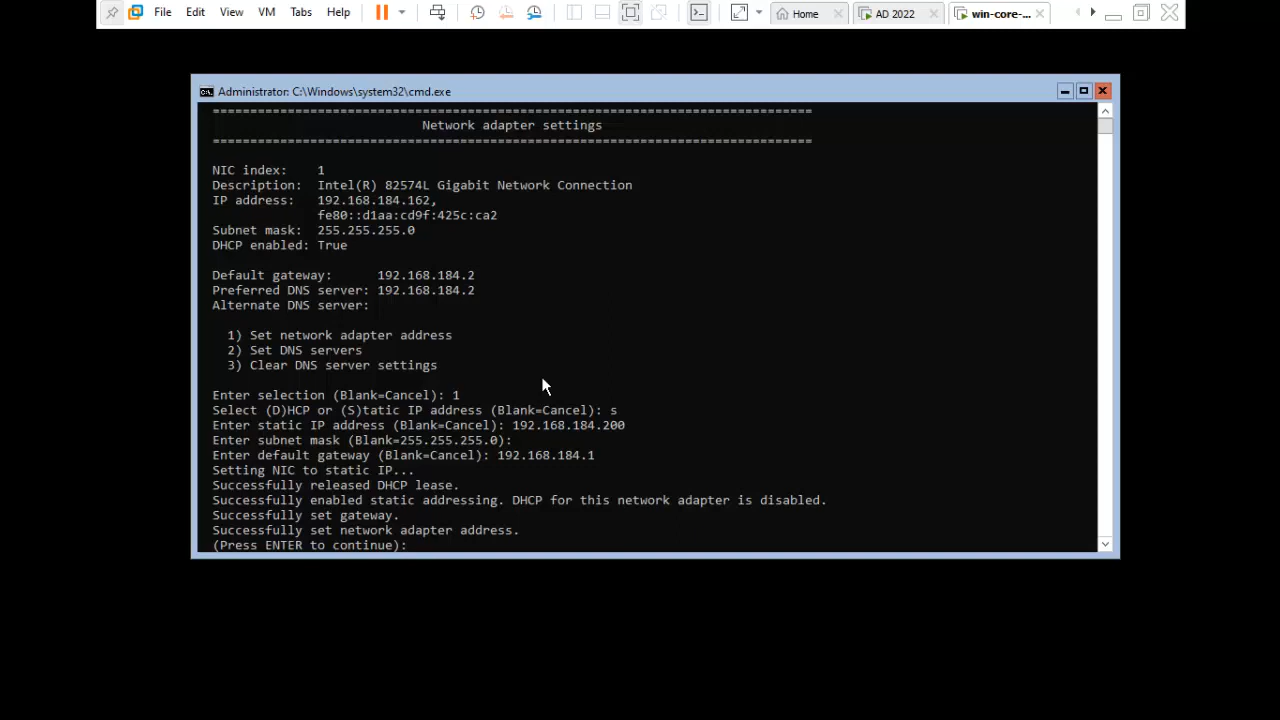 File Edit View VM Tabs Help Home AD 2022 win-core-...
Administrator: C:\Windows\system32\cmd.exe
================================================================================
Network adapter settings
================================================================================
NIC index: 1
Description: Intel(R) 82574L Gigabit Network Connection
IP address: 192.168.184.162,
fe80::d1aa:cd9f:425c:ca2
Subnet mask: 255.255.255.0
DHCP enabled: True
Default gateway: 192.168.184.2
Preferred DNS server: 192.168.184.2
Alternate DNS server:
1) Set network adapter address
2) Set DNS servers
3) Clear DNS server settings
Enter selection (Blank=Cancel): 1
Select (D)HCP or (S)tatic IP address (Blank=Cancel): s
Enter static IP address (Blank=Cancel): 192.168.184.200
Enter subnet mask (Blank=255.255.255.0):
Enter default gateway (Blank=Cancel): 192.168.184.1
Setting NIC to static IP...
Successfully released DHCP lease.
Successfully enabled static addressing. DHCP for this network adapter is disabled.
Successfully set gateway.
Successfully set network adapter address.
(Press ENTER to continue):